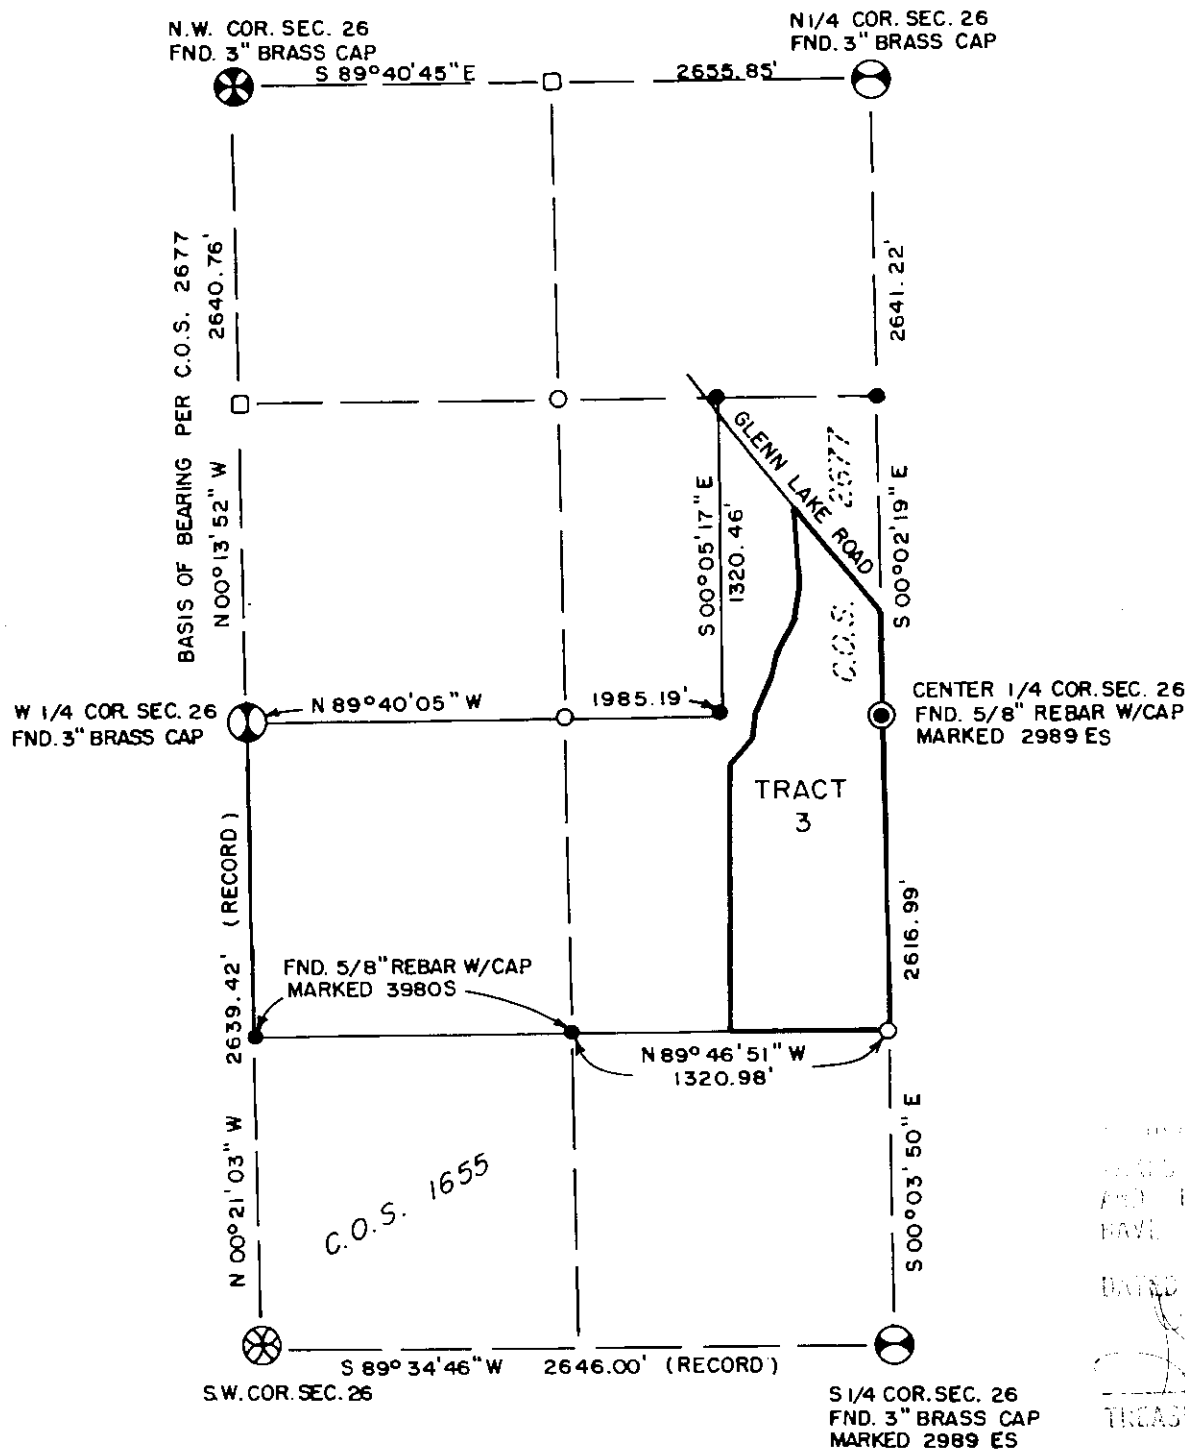 N.W. COR. SEC. 26
FND. 3" BRASS CAP
N1/4 COR. SEC. 26
FND. 3" BRASS CAP
S 89°40'45" E
2655.85'
BASIS OF BEARING PER C.O.S. 2677
2640.76'
N 00°13'52" W
2641.22'
GLENN LAKE ROAD
C.O.S. 2677
S 00°05'17" E
1320.46'
S 00°02'19" E
W 1/4 COR. SEC. 26
FND. 3" BRASS CAP
N 89°40'05" W
1985.19'
CENTER 1/4 COR. SEC. 26
FND. 5/8" REBAR W/CAP
MARKED 2989 ES
TRACT
3
2639.42' (RECORD)
2616.99'
FND. 5/8" REBAR W/CAP
MARKED 3980S
N 89°46'51" W
1320.98'
N 00°21'03" W
C.O.S. 1655
S 00°03'50" E
HAVE
DATED
S 89°34'46" W
2646.00' (RECORD)
S.W. COR. SEC. 26
S 1/4 COR. SEC. 26
FND. 3" BRASS CAP
MARKED 2989 ES